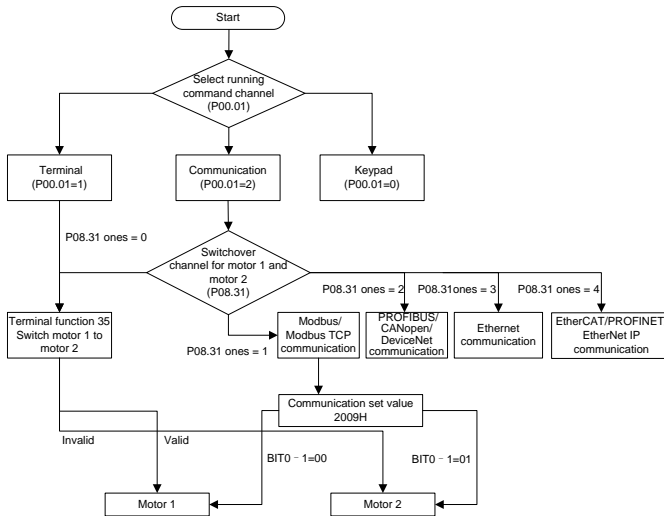 Start
Select running
command channel
(P00.01)
Terminal
(P00.01=1)
Communication
(P00.01=2)
Keypad
(P00.01=0)
P08.31 ones = 0
Switchover
channel for motor 1 and
motor 2
(P08.31)
P08.31 ones = 2
P08.31ones = 3
P08.31 ones = 4
Terminal function 35
Switch motor 1 to
motor 2
P08.31 ones = 1
Modbus/
Modbus TCP
communication
PROFIBUS/
CANopen/
DeviceNet
communication
Ethernet
communication
EtherCAT/PROFINET
EtherNet IP
communication
Communication set value
2009H
Invalid
Valid
BIT0–1=00
BIT0–1=01
Motor 1
Motor 2